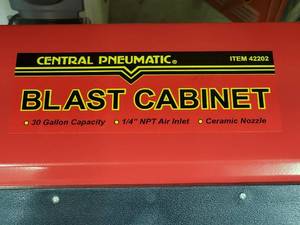 CENTRAL PNEUMATIC® ITEM 42202
BLAST CABINET
• 30 Gallon Capacity • 1/4" NPT Air Inlet • Ceramic Nozzle